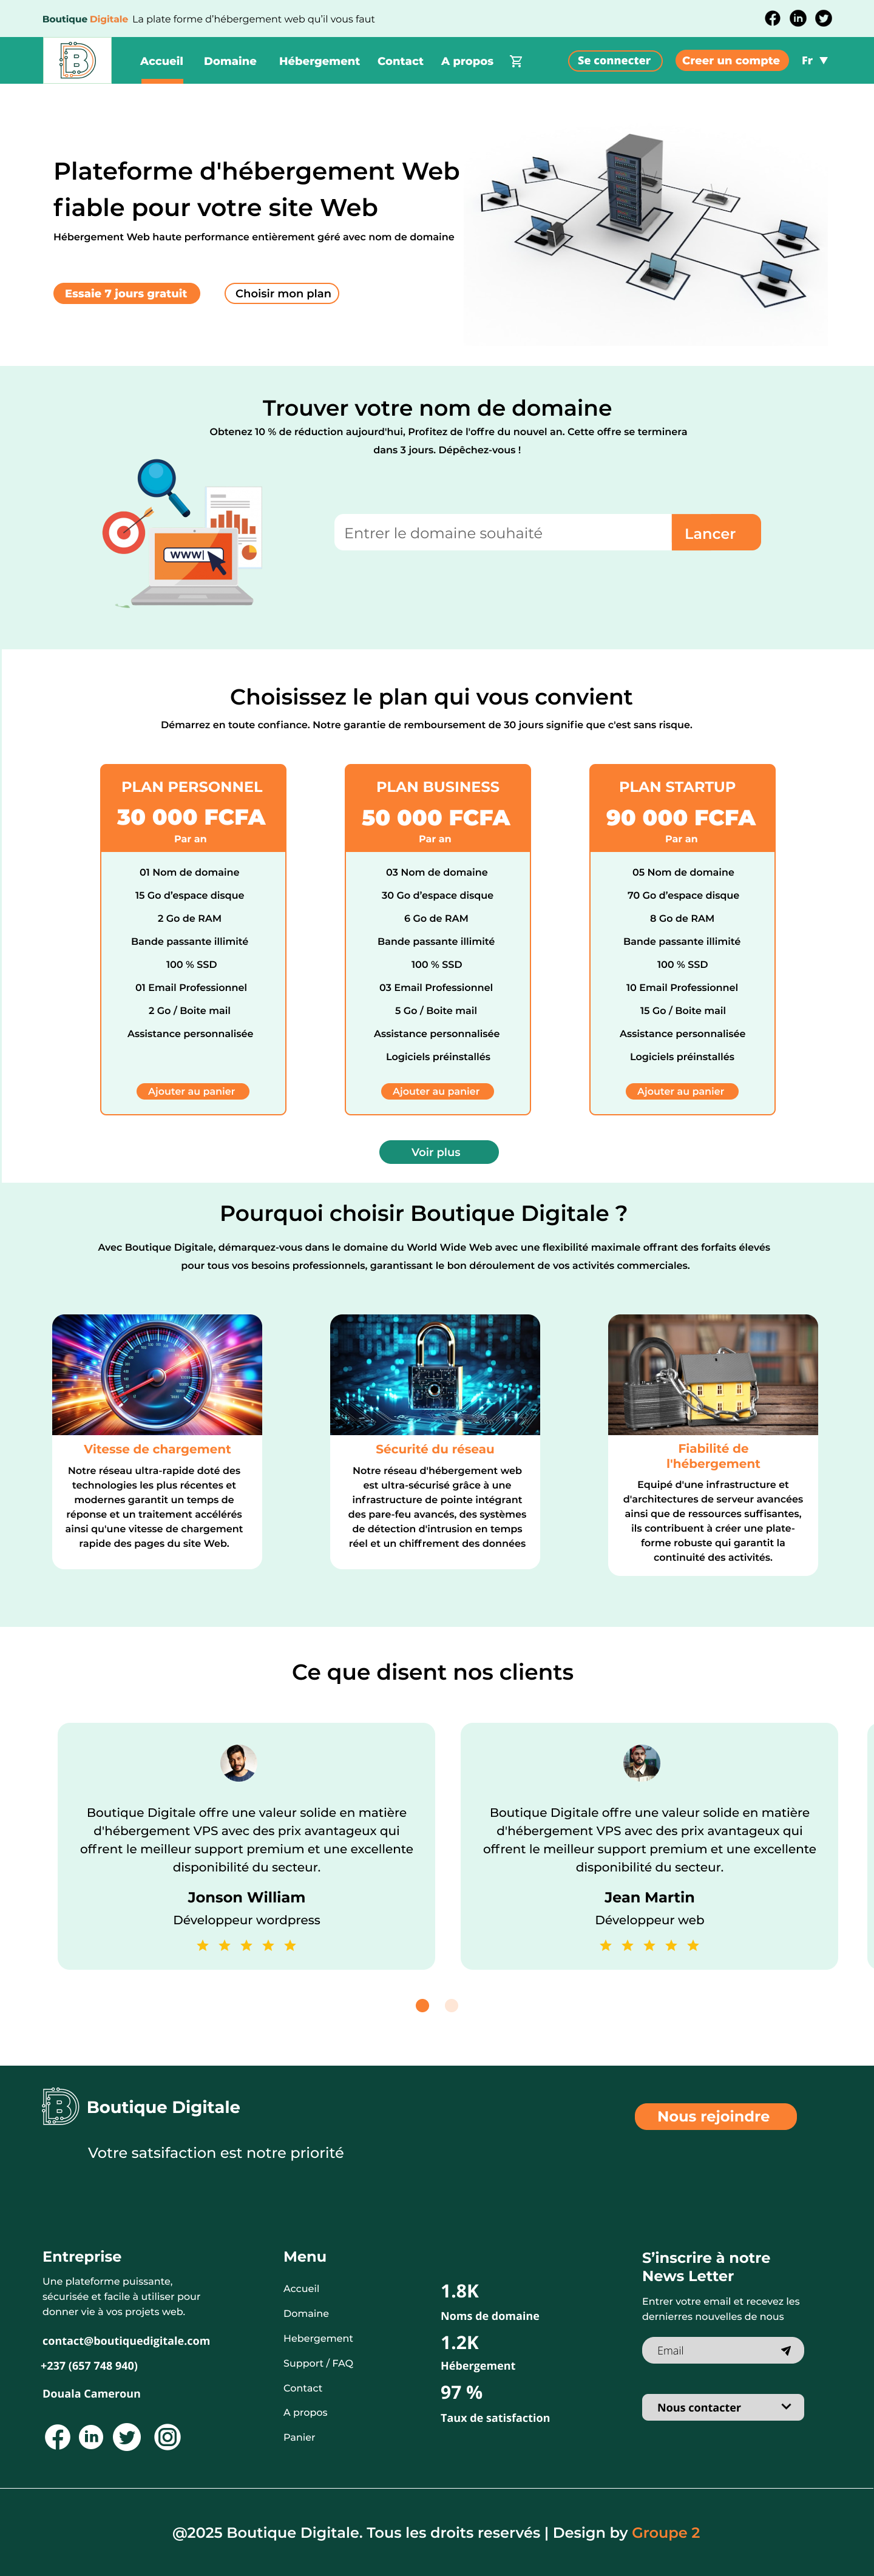 Boutique Digitale La plate forme d'hébergement web qu'il vous faut
Accueil Domaine Hébergement Contact A propos Se connecter Creer un compte Fr
Plateforme d'hébergement Web
fiable pour votre site Web
Hébergement Web haute performance entièrement géré avec nom de domaine
Essaie 7 jours gratuit Choisir mon plan
Trouver votre nom de domaine
Obtenez 10 % de réduction aujourd'hui, Profitez de l'offre du nouvel an. Cette offre se terminera
dans 3 jours. Dépêchez-vous !
www
Entrer le domaine souhaité Lancer
Choisissez le plan qui vous convient
Démarrez en toute confiance. Notre garantie de remboursement de 30 jours signifie que c'est sans risque.
PLAN PERSONNEL
30 000 FCFA
Par an
01 Nom de domaine
15 Go d'espace disque
2 Go de RAM
Bande passante illimité
100 % SSD
01 Email Professionnel
2 Go / Boite mail
Assistance personnalisée
Ajouter au panier
PLAN BUSINESS
50 000 FCFA
Par an
03 Nom de domaine
30 Go d'espace disque
6 Go de RAM
Bande passante illimité
100 % SSD
03 Email Professionnel
5 Go / Boite mail
Assistance personnalisée
Logiciels préinstallés
Ajouter au panier
PLAN STARTUP
90 000 FCFA
Par an
05 Nom de domaine
70 Go d'espace disque
8 Go de RAM
Bande passante illimité
100 % SSD
10 Email Professionnel
15 Go / Boite mail
Assistance personnalisée
Logiciels préinstallés
Ajouter au panier
Voir plus
Pourquoi choisir Boutique Digitale ?
Avec Boutique Digitale, démarquez-vous dans le domaine du World Wide Web avec une flexibilité maximale offrant des forfaits élevés
pour tous vos besoins professionnels, garantissant le bon déroulement de vos activités commerciales.
Vitesse de chargement
Notre réseau ultra-rapide doté des
technologies les plus récentes et
modernes garantit un temps de
réponse et un traitement accélérés
ainsi qu'une vitesse de chargement
rapide des pages du site Web.
Sécurité du réseau
Notre réseau d'hébergement web
est ultra-sécurisé grâce à une
infrastructure de pointe intégrant
des pare-feu avancés, des systèmes
de détection d'intrusion en temps
réel et un chiffrement des données
Fiabilité de
l'hébergement
Equipé d'une infrastructure et
d'architectures de serveur avancées
ainsi que de ressources suffisantes,
ils contribuent à créer une plate-
forme robuste qui garantit la
continuité des activités.
Ce que disent nos clients
Boutique Digitale offre une valeur solide en matière
d'hébergement VPS avec des prix avantageux qui
offrent le meilleur support premium et une excellente
disponibilité du secteur.
Jonson William
Développeur wordpress
Boutique Digitale offre une valeur solide en matière
d'hébergement VPS avec des prix avantageux qui
offrent le meilleur support premium et une excellente
disponibilité du secteur.
Jean Martin
Développeur web
Boutique Digitale
Votre satsifaction est notre priorité
Nous rejoindre
Entreprise
Une plateforme puissante,
sécurisée et facile à utiliser pour
donner vie à vos projets web.
contact@boutiquedigitale.com
+237 (657 748 940)
Douala Cameroun
Menu
Accueil
Domaine
Hebergement
Support / FAQ
Contact
A propos
Panier
1.8K
Noms de domaine
1.2K
Hébergement
97 %
Taux de satisfaction
S'inscrire à notre
News Letter
Entrer votre email et recevez les
dernierres nouvelles de nous
Email
Nous contacter
@2025 Boutique Digitale. Tous les droits reservés | Design by Groupe 2